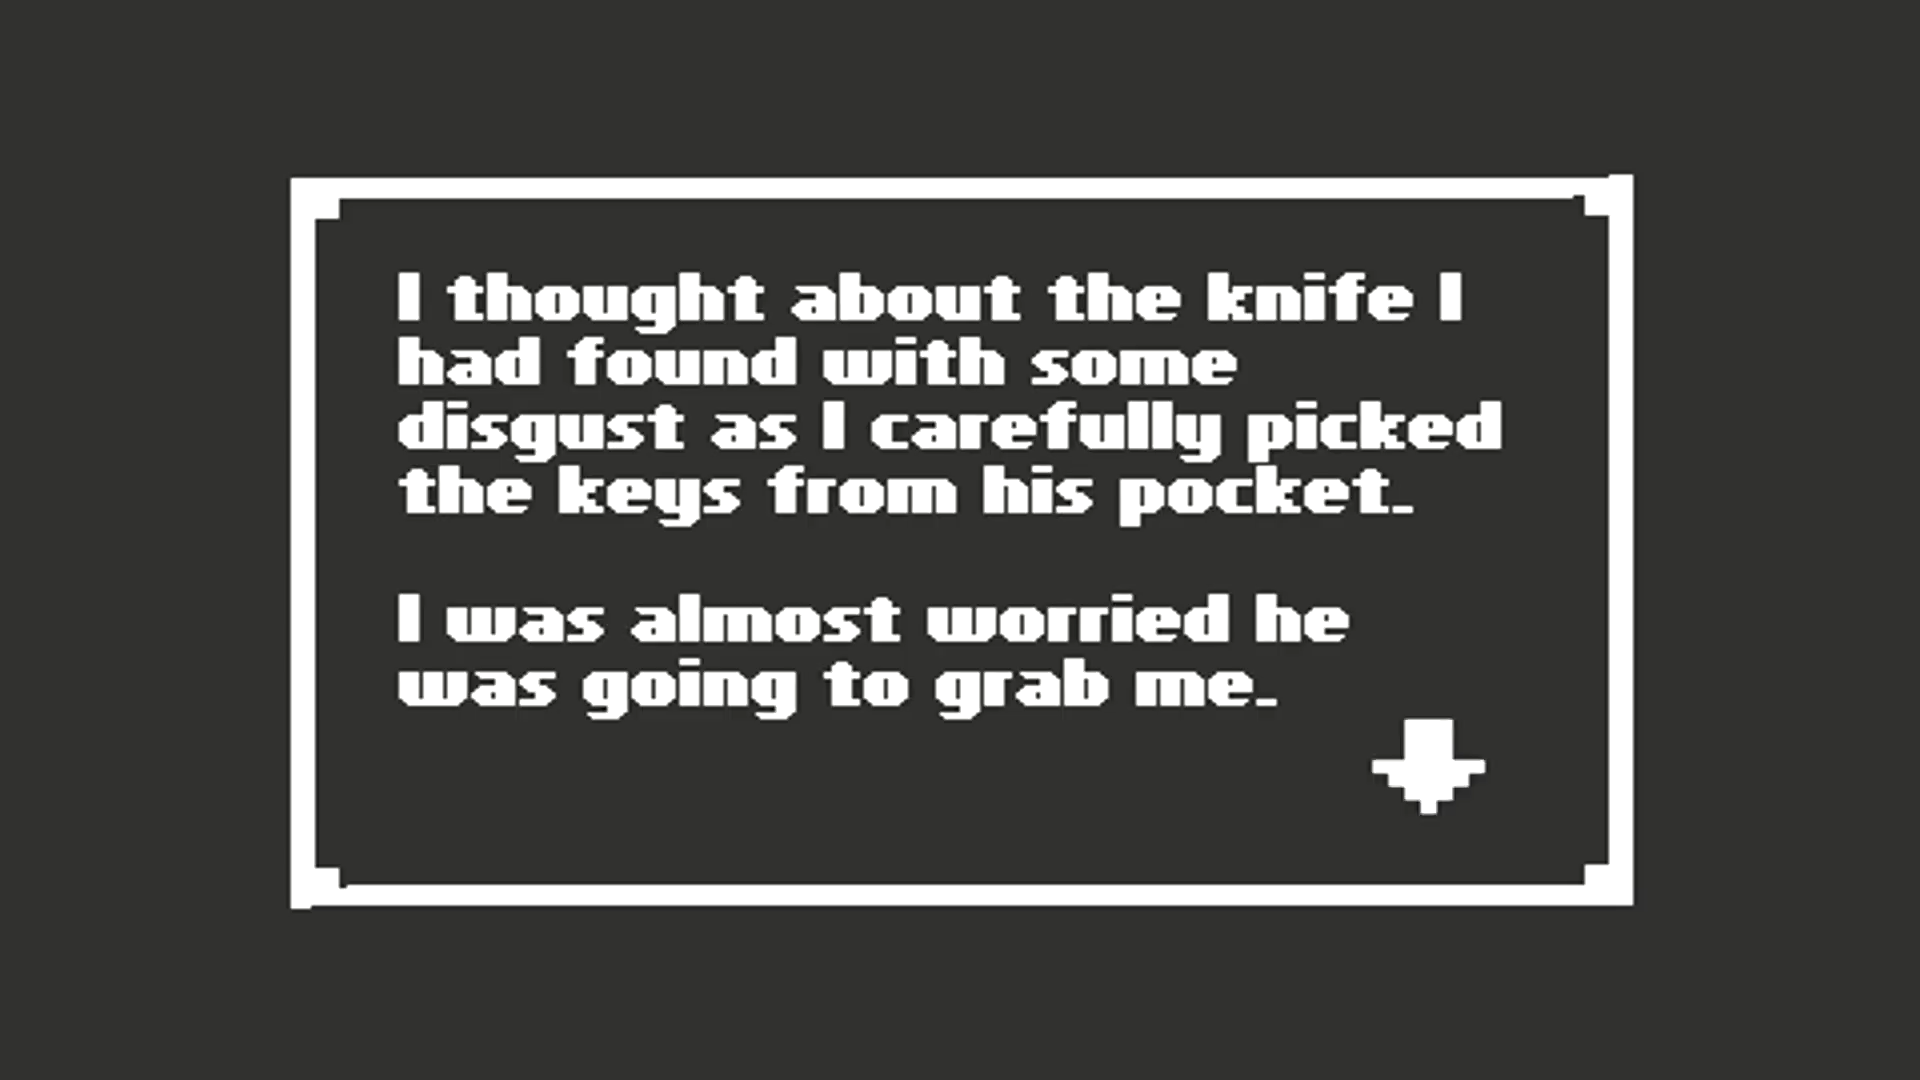 I thought about the knife I
had found with some
disgust as I carefully picked
the keys from his pocket.
I was almost worried he
was going to grab me.